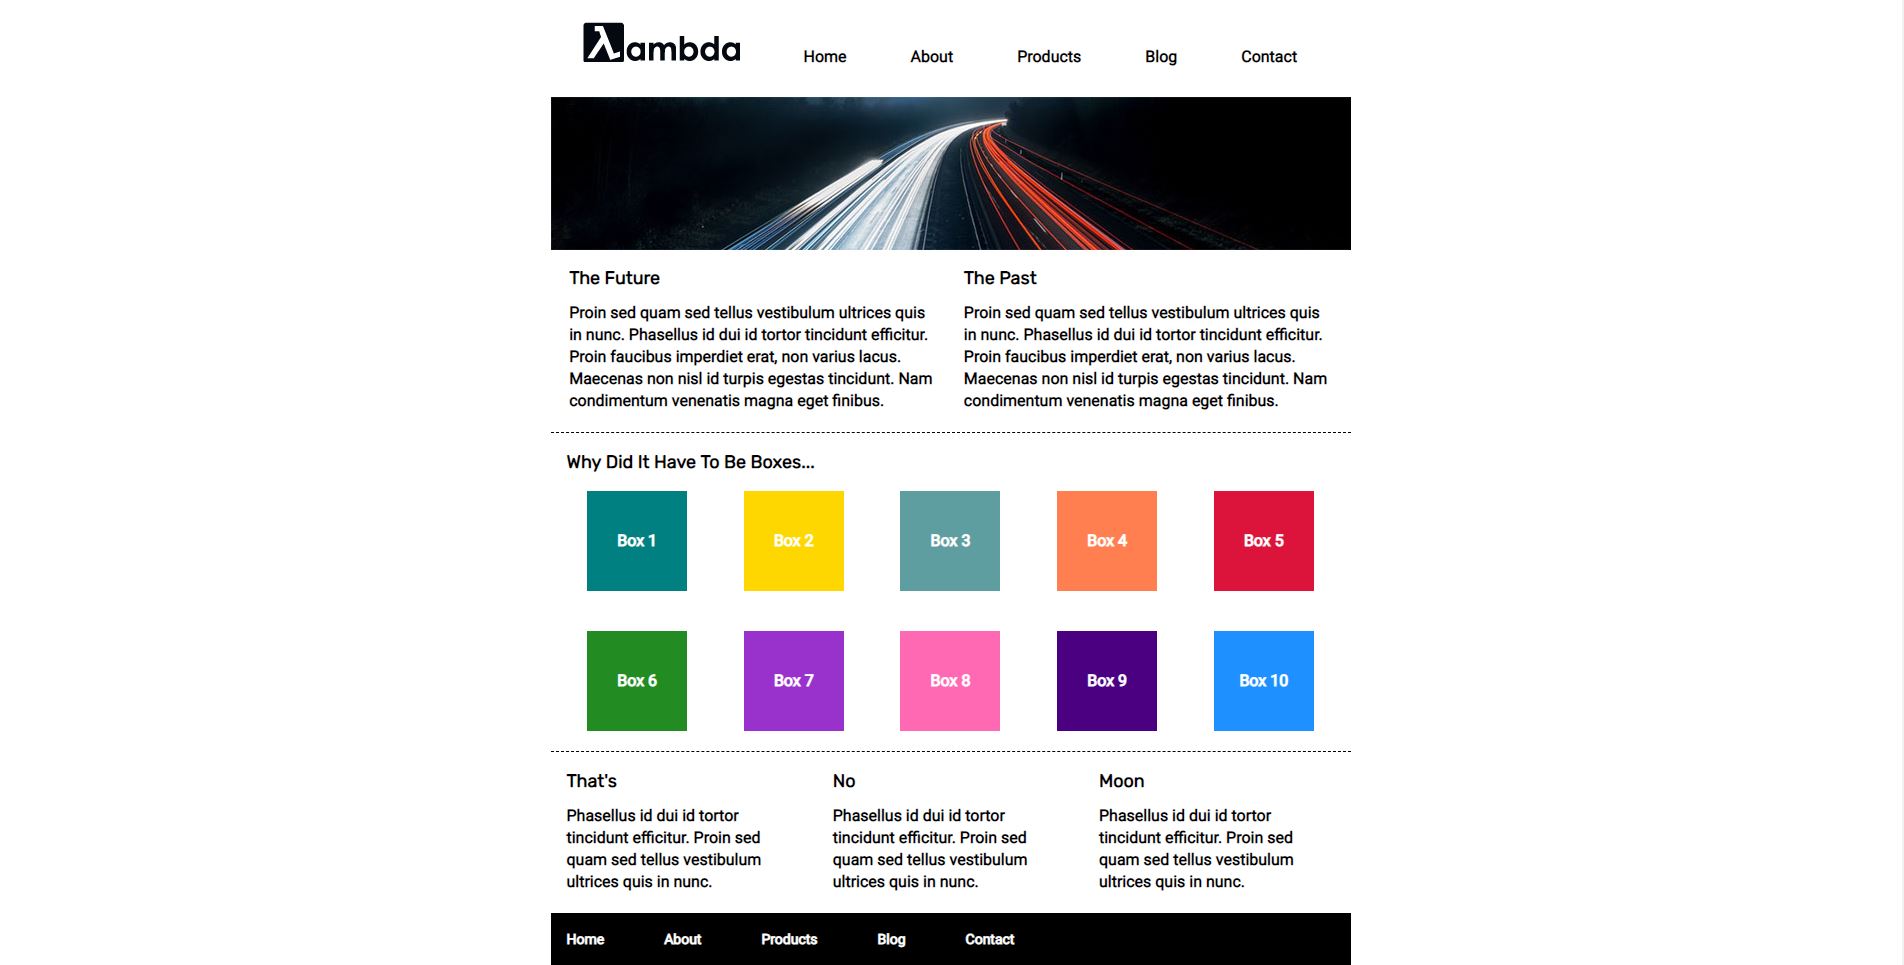 λambda
Home About Products Blog Contact
The Future
Proin sed quam sed tellus vestibulum ultrices quis
in nunc. Phasellus id dui id tortor tincidunt efficitur.
Proin faucibus imperdiet erat, non varius lacus.
Maecenas non nisl id turpis egestas tincidunt. Nam
condimentum venenatis magna eget finibus.
The Past
Proin sed quam sed tellus vestibulum ultrices quis
in nunc. Phasellus id dui id tortor tincidunt efficitur.
Proin faucibus imperdiet erat, non varius lacus.
Maecenas non nisl id turpis egestas tincidunt. Nam
condimentum venenatis magna eget finibus.
Why Did It Have To Be Boxes...
Box 1 Box 2 Box 3 Box 4 Box 5
Box 6 Box 7 Box 8 Box 9 Box 10
That's
Phasellus id dui id tortor
tincidunt efficitur. Proin sed
quam sed tellus vestibulum
ultrices quis in nunc.
No
Phasellus id dui id tortor
tincidunt efficitur. Proin sed
quam sed tellus vestibulum
ultrices quis in nunc.
Moon
Phasellus id dui id tortor
tincidunt efficitur. Proin sed
quam sed tellus vestibulum
ultrices quis in nunc.
Home About Products Blog Contact